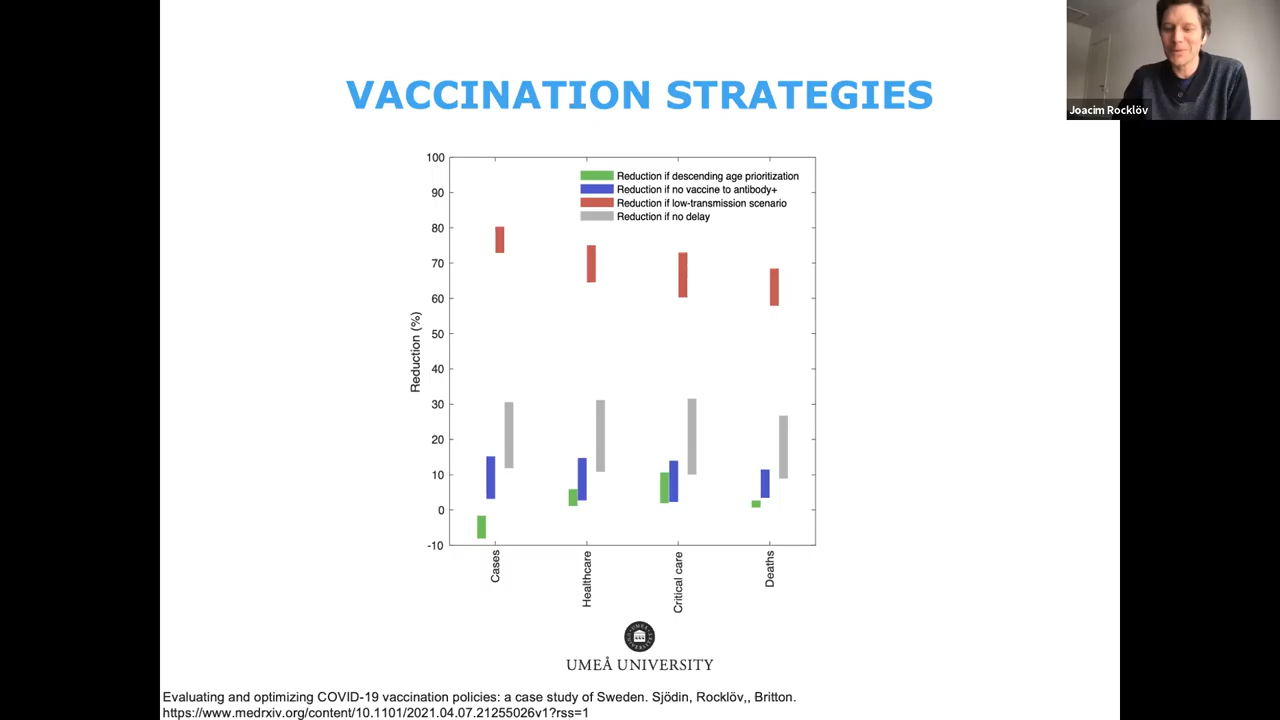 Joacim Rocklöv
VACCINATION STRATEGIES
100
90
80
70
60
50
40
30
20
10
0
-10
Reduction (%)
Reduction if descending age prioritization
Reduction if no vaccine to antibody+
Reduction if low-transmission scenario
Reduction if no delay
Cases
Healthcare
Critical care
Deaths
UMEÅ UNIVERSITY
Evaluating and optimizing COVID-19 vaccination policies: a case study of Sweden. Sjödin, Rocklöv,, Britton.
https://www.medrxiv.org/content/10.1101/2021.04.07.21255026v1?rss=1